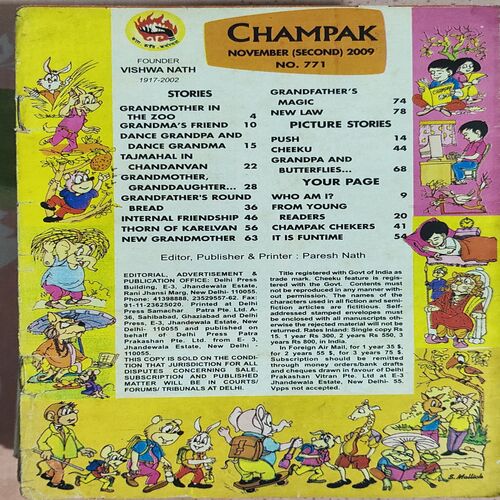 CHAMPAK
NOVEMBER (SECOND) 2009
NO. 771
FOUNDER
VISHWA NATH
1917-2002
STORIES
GRANDMOTHER IN
THE ZOO 4
GRANDMA'S FRIEND 10
DANCE GRANDPA AND
DANCE GRANDMA 15
TAJMAHAL IN
CHANDANVAN 22
GRANDMOTHER,
GRANDDAUGHTER... 28
GRANDFATHER'S ROUND
BREAD 36
INTERNAL FRIENDSHIP 46
THORN OF KARELVAN 56
NEW GRANDMOTHER 63
GRANDFATHER'S
MAGIC 74
NEW LAW 78
PICTURE STORIES
PUSH 14
CHEEKU 44
GRANDPA AND
BUTTERFLIES... 68
YOUR PAGE
WHO AM I? 9
FROM YOUNG
READERS 20
CHAMPAK CHEKERS 41
IT IS FUNTIME 54
Editor, Publisher & Printer : Paresh Nath
EDITORIAL, ADVERTISEMENT &
PUBLICATION OFFICE: Delhi Press
Building, E-3, Jhandewala Estate,
Rani Jhansi Marg, New Delhi- 110055.
Phone: 41398888, 23529557-62. Fax:
91-11-23625020. Printed at Delhi
Press Samachar Patra Pte. Ltd. A-
36, Sahibabad, Ghaziabad and Delhi
Press, E-3, Jhandewala Estate, New
Delhi- 110055 and published on
behalf of Delhi Press Patra
Prakashan Pte. Ltd. from E- 3,
Jhandewala Estate, New Delhi
110055.
THIS COPY IS SOLD ON THE CONDI-
TION THAT JURISDICTION FOR ALL
DISPUTES CONCERNING SALE,
SUBSCRIPTION AND PUBLISHED
MATTER WILL BE IN COURTS/
FORUMS/ TRIBUNALS AT DELHI.
Title registered with Govt of India as
trade mark. Cheeku feature is regis-
tered with the Govt. Contents must
not be reproduced in any manner with-
out permission. The names of the
characters used in all fiction and semi-
fiction articles are fictitious. Self-
addressed stamped envelopes must
be enclosed with all manuscripts oth-
erwise the rejected material will not be
returned. Rates Inland: Single copy Rs
15. 1 year Rs 300, 2 years Rs 550, 3
years Rs 800, in India.
In Foreign Air Mail, for 1 year 35 $,
for 2 years 55 $, for 3 years 75 $.
Subscription should be remitted
through money orders/bank drafts
and cheques drawn in favour of Delhi
Prakashan Vitran Pte. Ltd at E-3
Jhandewala Estate, New Delhi- 55.
Vpps not accepted.